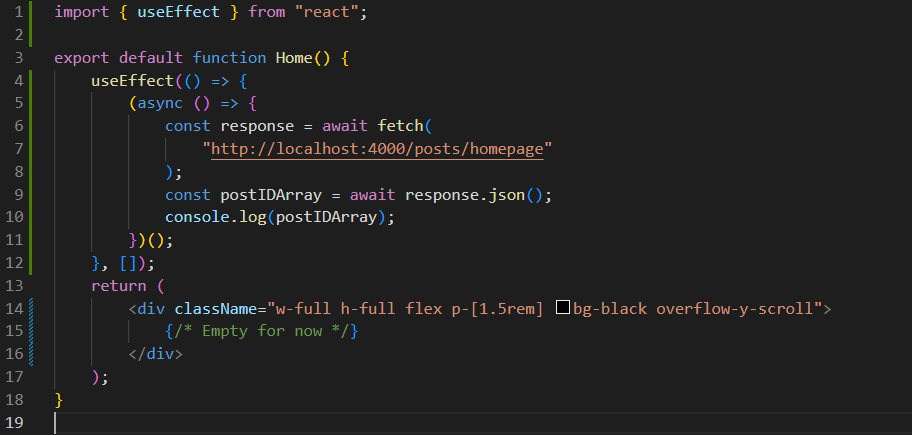 1 import { useEffect } from "react";
2
3 export default function Home() {
4 useEffect(() => {
5 (async () => {
6 const response = await fetch(
7 "http://localhost:4000/posts/homepage"
8 );
9 const postIDArray = await response.json();
10 console.log(postIDArray);
11 })();
12 }, []);
13 return (
14 <div className="w-full h-full flex p-[1.5rem] bg-black overflow-y-scroll">
15 {/* Empty for now */}
16 </div>
17 );
18 }
19